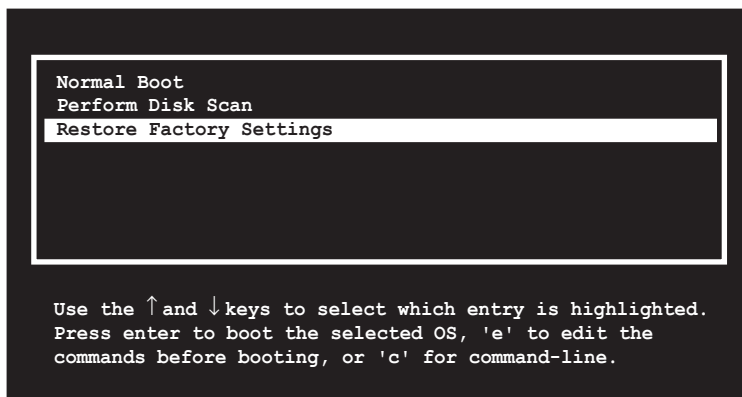 Normal Boot
Perform Disk Scan
Restore Factory Settings
Use the ↑ and ↓ keys to select which entry is highlighted.
Press enter to boot the selected OS, 'e' to edit the
commands before booting, or 'c' for command-line.